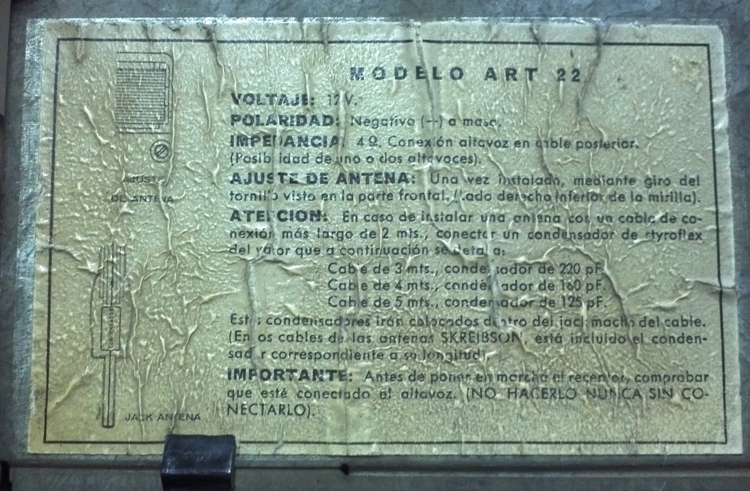 MODELO ART 22
VOLTAJE: 12 V.
POLARIDAD: Negativo (—) a masa.
IMPEDANCIA: 4 Ω. Conexión altavoz en cable posterior.
(Posibilidad de uno o dos altavoces).
AJUSTE DE ANTENA: Una vez instalado, mediante giro del
tornillo visto en la parte frontal. (Lado derecho inferior de la mirilla).
ATENCION: En caso de instalar una antena con un cable de co-
nexión más largo de 2 mts., conectar un condensador de styroflex
del valor que a continuación se detalla:
Cable de 3 mts., condensador de 220 pF.
Cable de 4 mts., condensador de 160 pF.
Cable de 5 mts., condensador de 125 pF.
Estos condensadores irán colocados dentro del jack macho del cable.
(En los cables de las antenas SKREIBSON, está incluido el conden-
sador correspondiente a su longitud).
IMPORTANTE: Antes de poner en marcha el receptor, comprobar
que esté conectado el altavoz. (NO HACERLO NUNCA SIN CO-
NECTARLO).
AJUSTE
DE ANTENA
JACK ANTENA